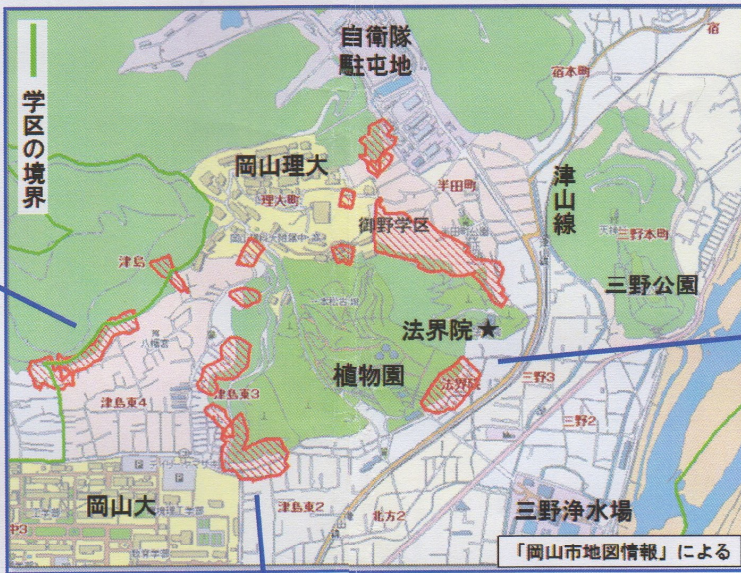 自衛隊
駐屯地
宿
宿本町
学区の境界
岡山理大
理大町
半田町
津山線
御野学区
三野本町
津島
三野公園
法界院★
八幡宮
植物園
法界院
三野3
津島東4
津島東3
三野2
岡山大
津島東2
北方2
三野浄水場
「岡山市地図情報」による